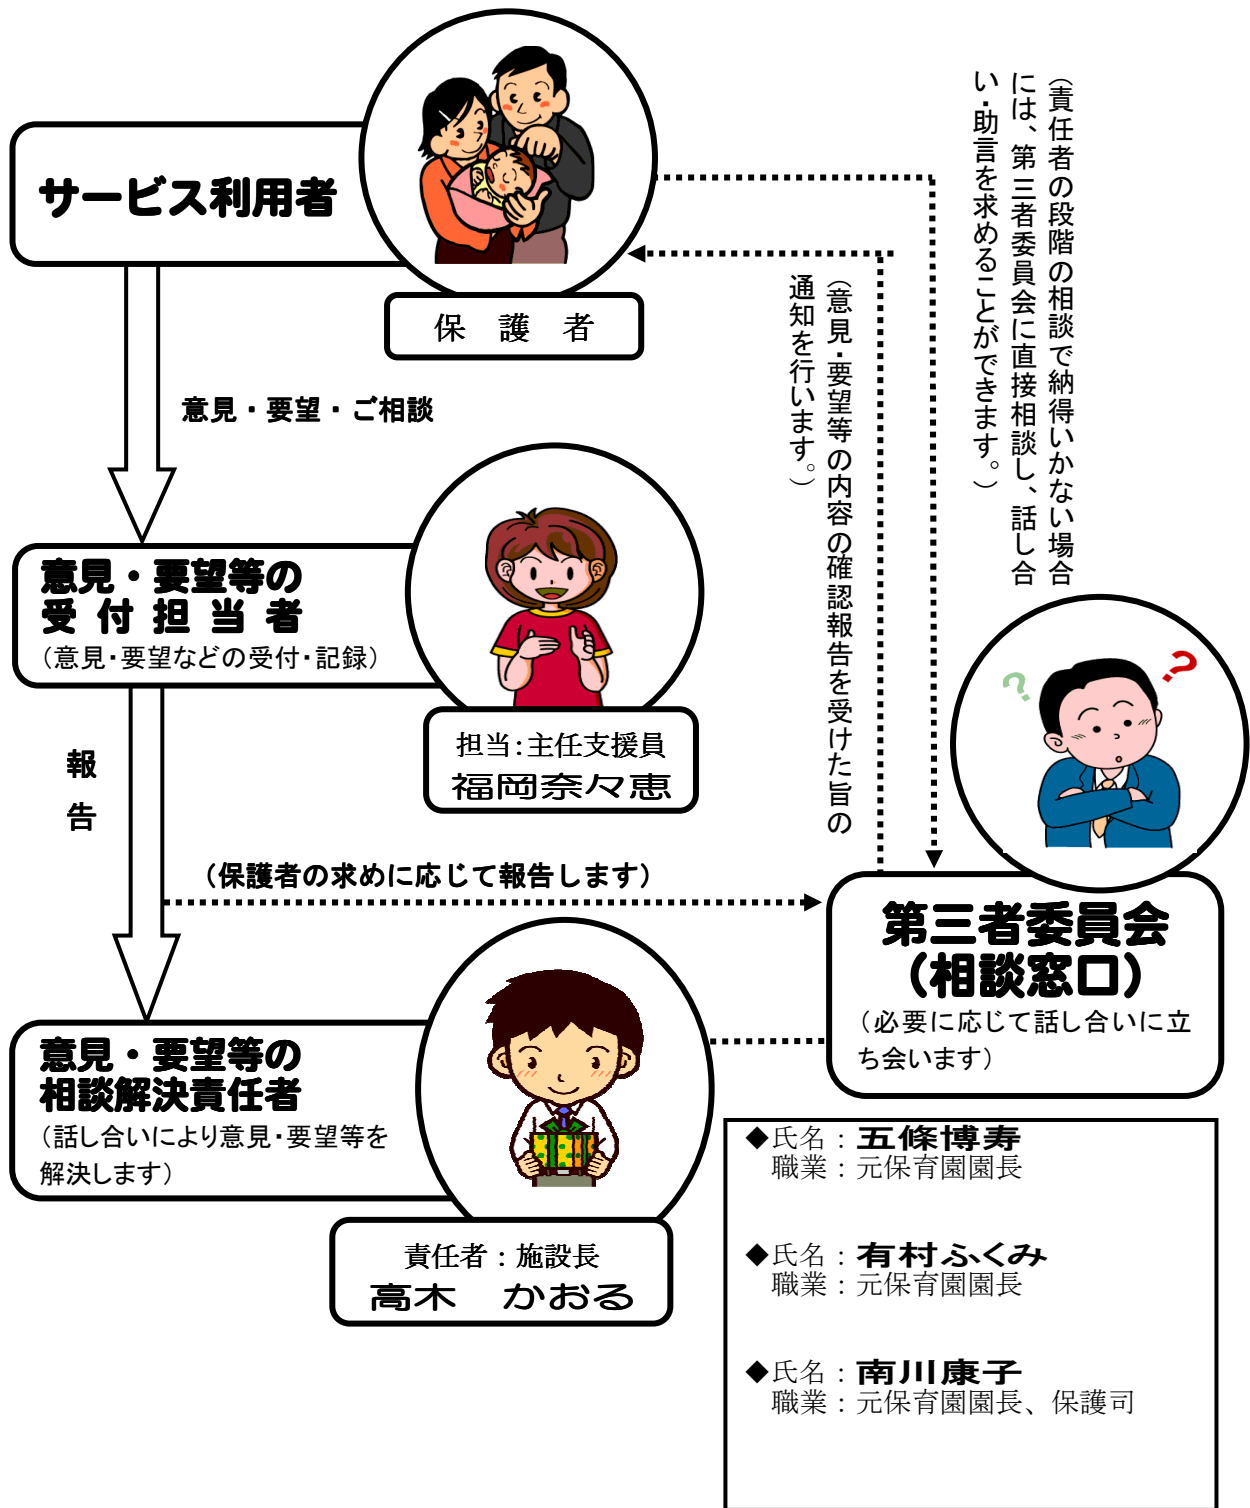 サービス利用者
保　護　者
意見・要望・ご相談
(責任者の段階の相談で納得いかない場合
には、第三者委員会に直接相談し、話し合
い・助言を求めることができます。)
(意見・要望等の内容の確認報告を受けた旨の
通知を行います。)
意見・要望等の
受付担当者
(意見・要望などの受付・記録)
担当:主任支援員
福岡奈々恵
報
告
(保護者の求めに応じて報告します)
第三者委員会
(相談窓口)
(必要に応じて話し合いに立
ち会います)
意見・要望等の
相談解決責任者
(話し合いにより意見・要望等を
解決します)
責任者：施設長
高木　かおる
◆氏名：五條博寿
職業：元保育園園長
◆氏名：有村ふくみ
職業：元保育園園長
◆氏名：南川康子
職業：元保育園園長、保護司